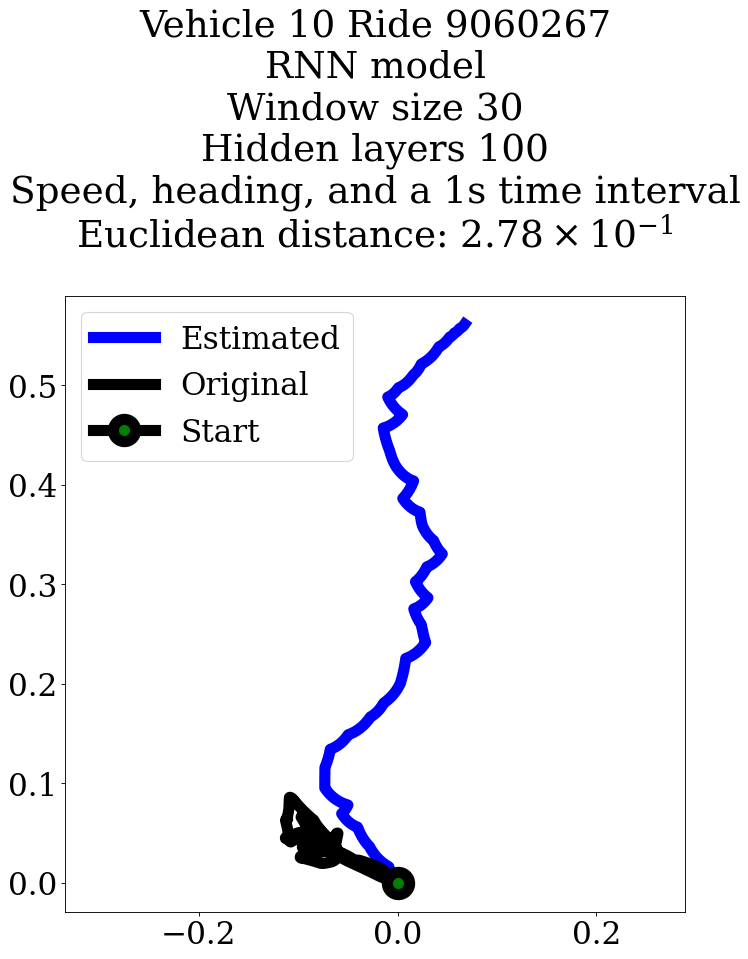 Vehicle 10 Ride 9060267
RNN model
Window size 30
Hidden layers 100
Speed, heading, and a 1s time interval
Euclidean distance: 2.78 × 10⁻¹
Estimated
Original
Start
0.5
0.4
0.3
0.2
0.1
0.0
−0.2 0.0 0.2